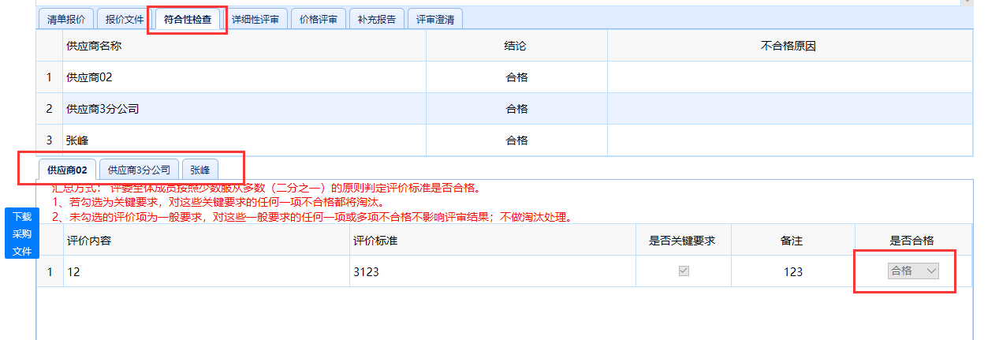 清单报价 报价文件 符合性检查 详细性评审 价格评审 补充报告 评审澄清
供应商名称 结论 不合格原因
1 供应商02 合格
2 供应商3分公司 合格
3 张峰 合格
供应商02 供应商3分公司 张峰
汇总方式： 评委全体成员按照少数服从多数（二分之一）的原则判定评价标准是否合格。
1、若勾选为关键要求，对这些关键要求的任何一项不合格都将淘汰。
2、未勾选的评价项为一般要求，对这些一般要求的任何一项或多项不合格不影响评审结果；不做淘汰处理。
下载
采购
文件
评价内容 评价标准 是否关键要求 备注 是否合格
1 12 3123 123 合格